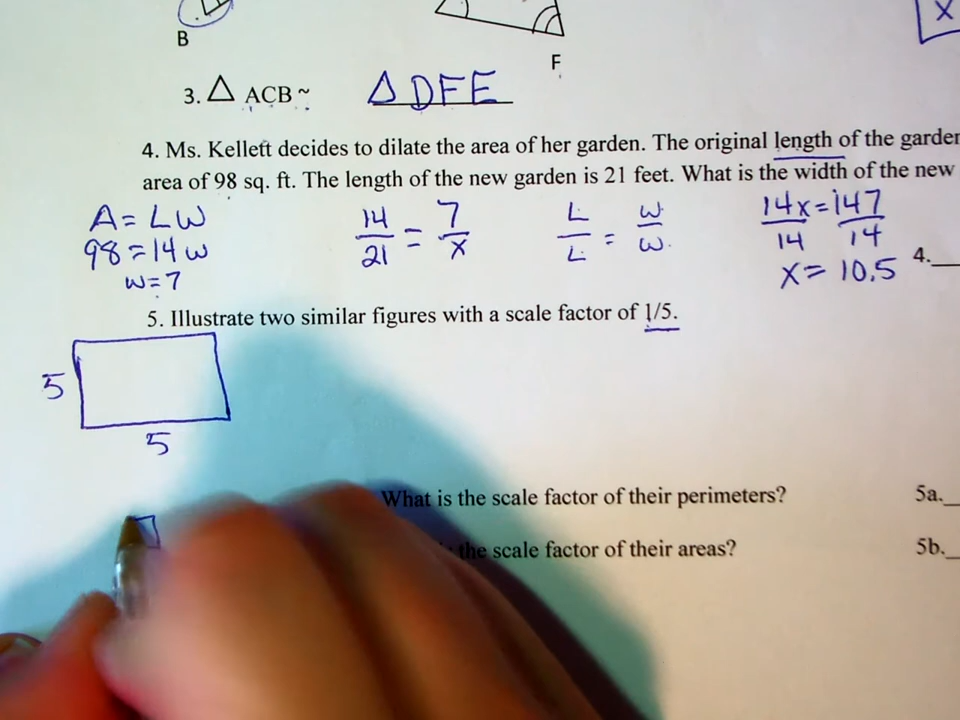 B
F
X
3. △ ACB ~ △ DFE
4. Ms. Kellett decides to dilate the area of her garden. The original length of the garden
area of 98 sq. ft. The length of the new garden is 21 feet. What is the width of the new
A = LW
98 = 14w
w = 7
14/21 = 7/x
L/L = w/w
14x/14 = 147/14
x = 10.5
4.
5. Illustrate two similar figures with a scale factor of 1/5.
5
5
What is the scale factor of their perimeters?
5a.
the scale factor of their areas?
5b.